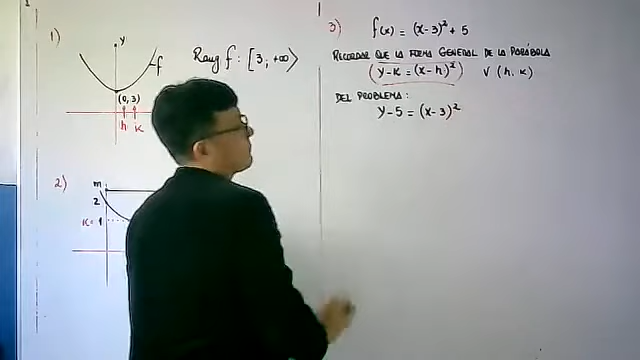 1)
y
f
Rang f : [3, +∞⟩
(0, 3)
h K
2)
m
2
K = 1
3) f(x) = (x-3)² + 5
RECORDAR QUE LA FORMA GENERAL DE LA PARÁBOLA
(y-K = (x-h)²) V (h, K)
DEL PROBLEMA:
y-5 = (x-3)²